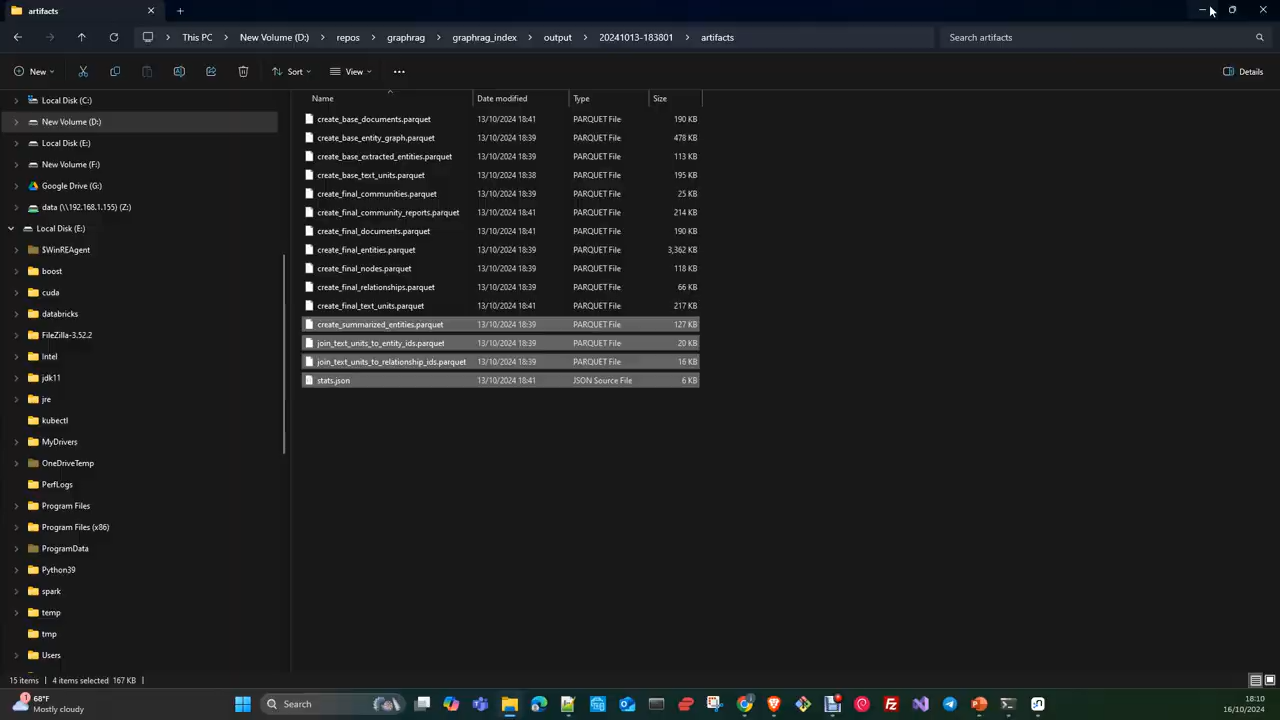 artifacts
This PC > New Volume (D:) > repos > graphrag > graphrag_index > output > 20241013-183801 > artifacts
Search artifacts
New
Sort
View
Details
Local Disk (C:)
New Volume (D:)
Local Disk (E:)
New Volume (F:)
Google Drive (G:)
data (\\192.168.1.155) (Z:)
Local Disk (E:)
$WinREAgent
boost
cuda
databricks
FileZilla-3.52.2
Intel
jdk11
jre
kubectl
MyDrivers
OneDriveTemp
PerfLogs
Program Files
Program Files (x86)
ProgramData
Python39
spark
temp
tmp
Users
Name Date modified Type Size
create_base_documents.parquet 13/10/2024 18:41 PARQUET File 190 KB
create_base_entity_graph.parquet 13/10/2024 18:39 PARQUET File 478 KB
create_base_extracted_entities.parquet 13/10/2024 18:39 PARQUET File 113 KB
create_base_text_units.parquet 13/10/2024 18:38 PARQUET File 195 KB
create_final_communities.parquet 13/10/2024 18:39 PARQUET File 25 KB
create_final_community_reports.parquet 13/10/2024 18:41 PARQUET File 214 KB
create_final_documents.parquet 13/10/2024 18:41 PARQUET File 190 KB
create_final_entities.parquet 13/10/2024 18:39 PARQUET File 3,362 KB
create_final_nodes.parquet 13/10/2024 18:39 PARQUET File 118 KB
create_final_relationships.parquet 13/10/2024 18:39 PARQUET File 66 KB
create_final_text_units.parquet 13/10/2024 18:41 PARQUET File 217 KB
create_summarized_entities.parquet 13/10/2024 18:39 PARQUET File 127 KB
join_text_units_to_entity_ids.parquet 13/10/2024 18:39 PARQUET File 20 KB
join_text_units_to_relationship_ids.parquet 13/10/2024 18:39 PARQUET File 16 KB
stats.json 13/10/2024 18:41 JSON Source File 6 KB
15 items 4 items selected 167 KB
1
68°F
Mostly cloudy
Search
18:10
16/10/2024